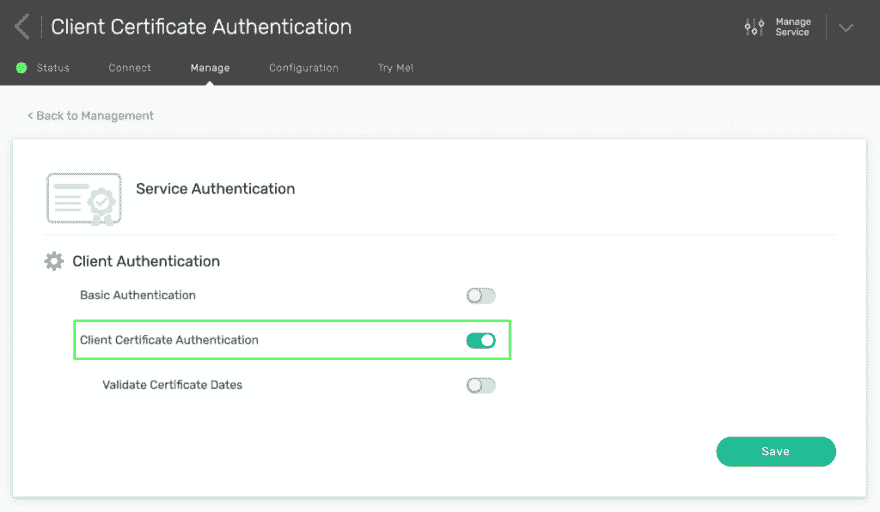 Client Certificate Authentication
Manage
Service
Status
Connect
Manage
Configuration
Try Me!
< Back to Management
Service Authentication
Client Authentication
Basic Authentication
Client Certificate Authentication
Validate Certificate Dates
Save